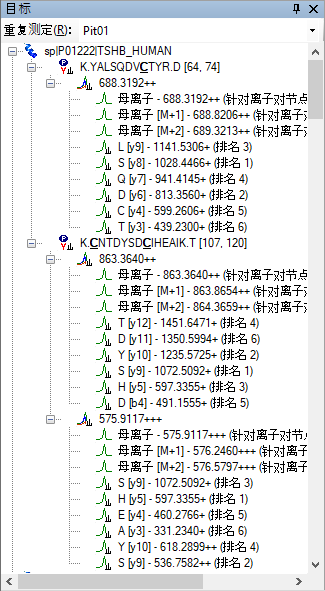 目标
重复测定(R): Pit01
sp|P01222|TSHB_HUMAN
K.YALSQDVCTYR.D [64, 74]
688.3192++
母离子 - 688.3192++ (针对离子对节点
母离子 [M+1] - 688.8206++ (针对离子
母离子 [M+2] - 689.3213++ (针对离子
L [y9] - 1141.5306+ (排名 3)
S [y8] - 1028.4466+ (排名 1)
Q [y7] - 941.4145+ (排名 4)
D [y6] - 813.3560+ (排名 2)
C [y4] - 599.2606+ (排名 5)
T [y3] - 439.2300+ (排名 6)
K.CNTDYSDCIHEAIK.T [107, 120]
863.3640++
母离子 - 863.3640++ (针对离子对节点
母离子 [M+1] - 863.8654++ (针对离子
母离子 [M+2] - 864.3659++ (针对离子
T [y12] - 1451.6471+ (排名 4)
D [y11] - 1350.5994+ (排名 6)
Y [y10] - 1235.5725+ (排名 2)
S [y9] - 1072.5092+ (排名 1)
H [y5] - 597.3355+ (排名 3)
D [b4] - 491.1555+ (排名 5)
575.9117+++
母离子 - 575.9117+++ (针对离子对节
母离子 [M+1] - 576.2460+++ (针对离
母离子 [M+2] - 576.5797+++ (针对离
S [y9] - 1072.5092+ (排名 3)
H [y5] - 597.3355+ (排名 1)
E [y4] - 460.2766+ (排名 5)
A [y3] - 331.2340+ (排名 6)
Y [y10] - 618.2899++ (排名 4)
S [y9] - 536.7582++ (排名 2)